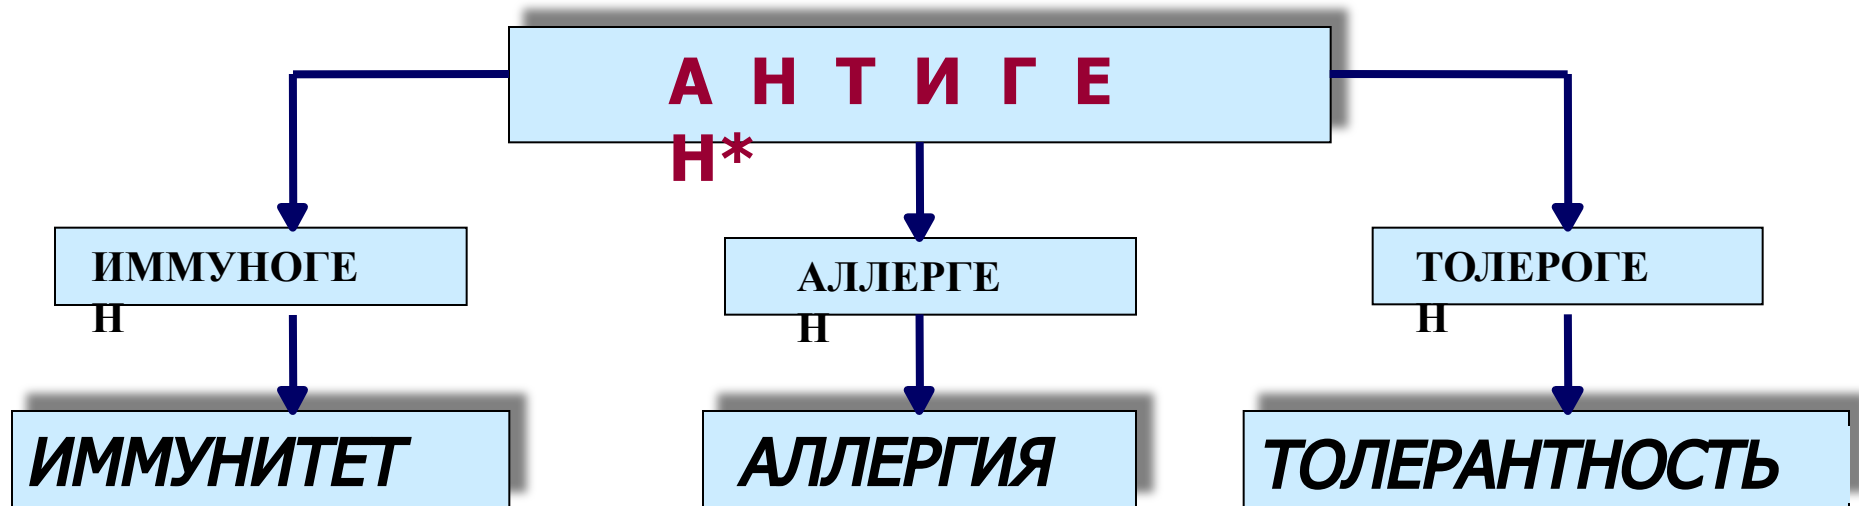 А Н Т И Г Е
Н*
ИММУНОГЕ
Н
АЛЛЕРГЕ
Н
ТОЛЕРОГЕ
Н
ИММУНИТЕТ
АЛЛЕРГИЯ
ТОЛЕРАНТНОСТЬ